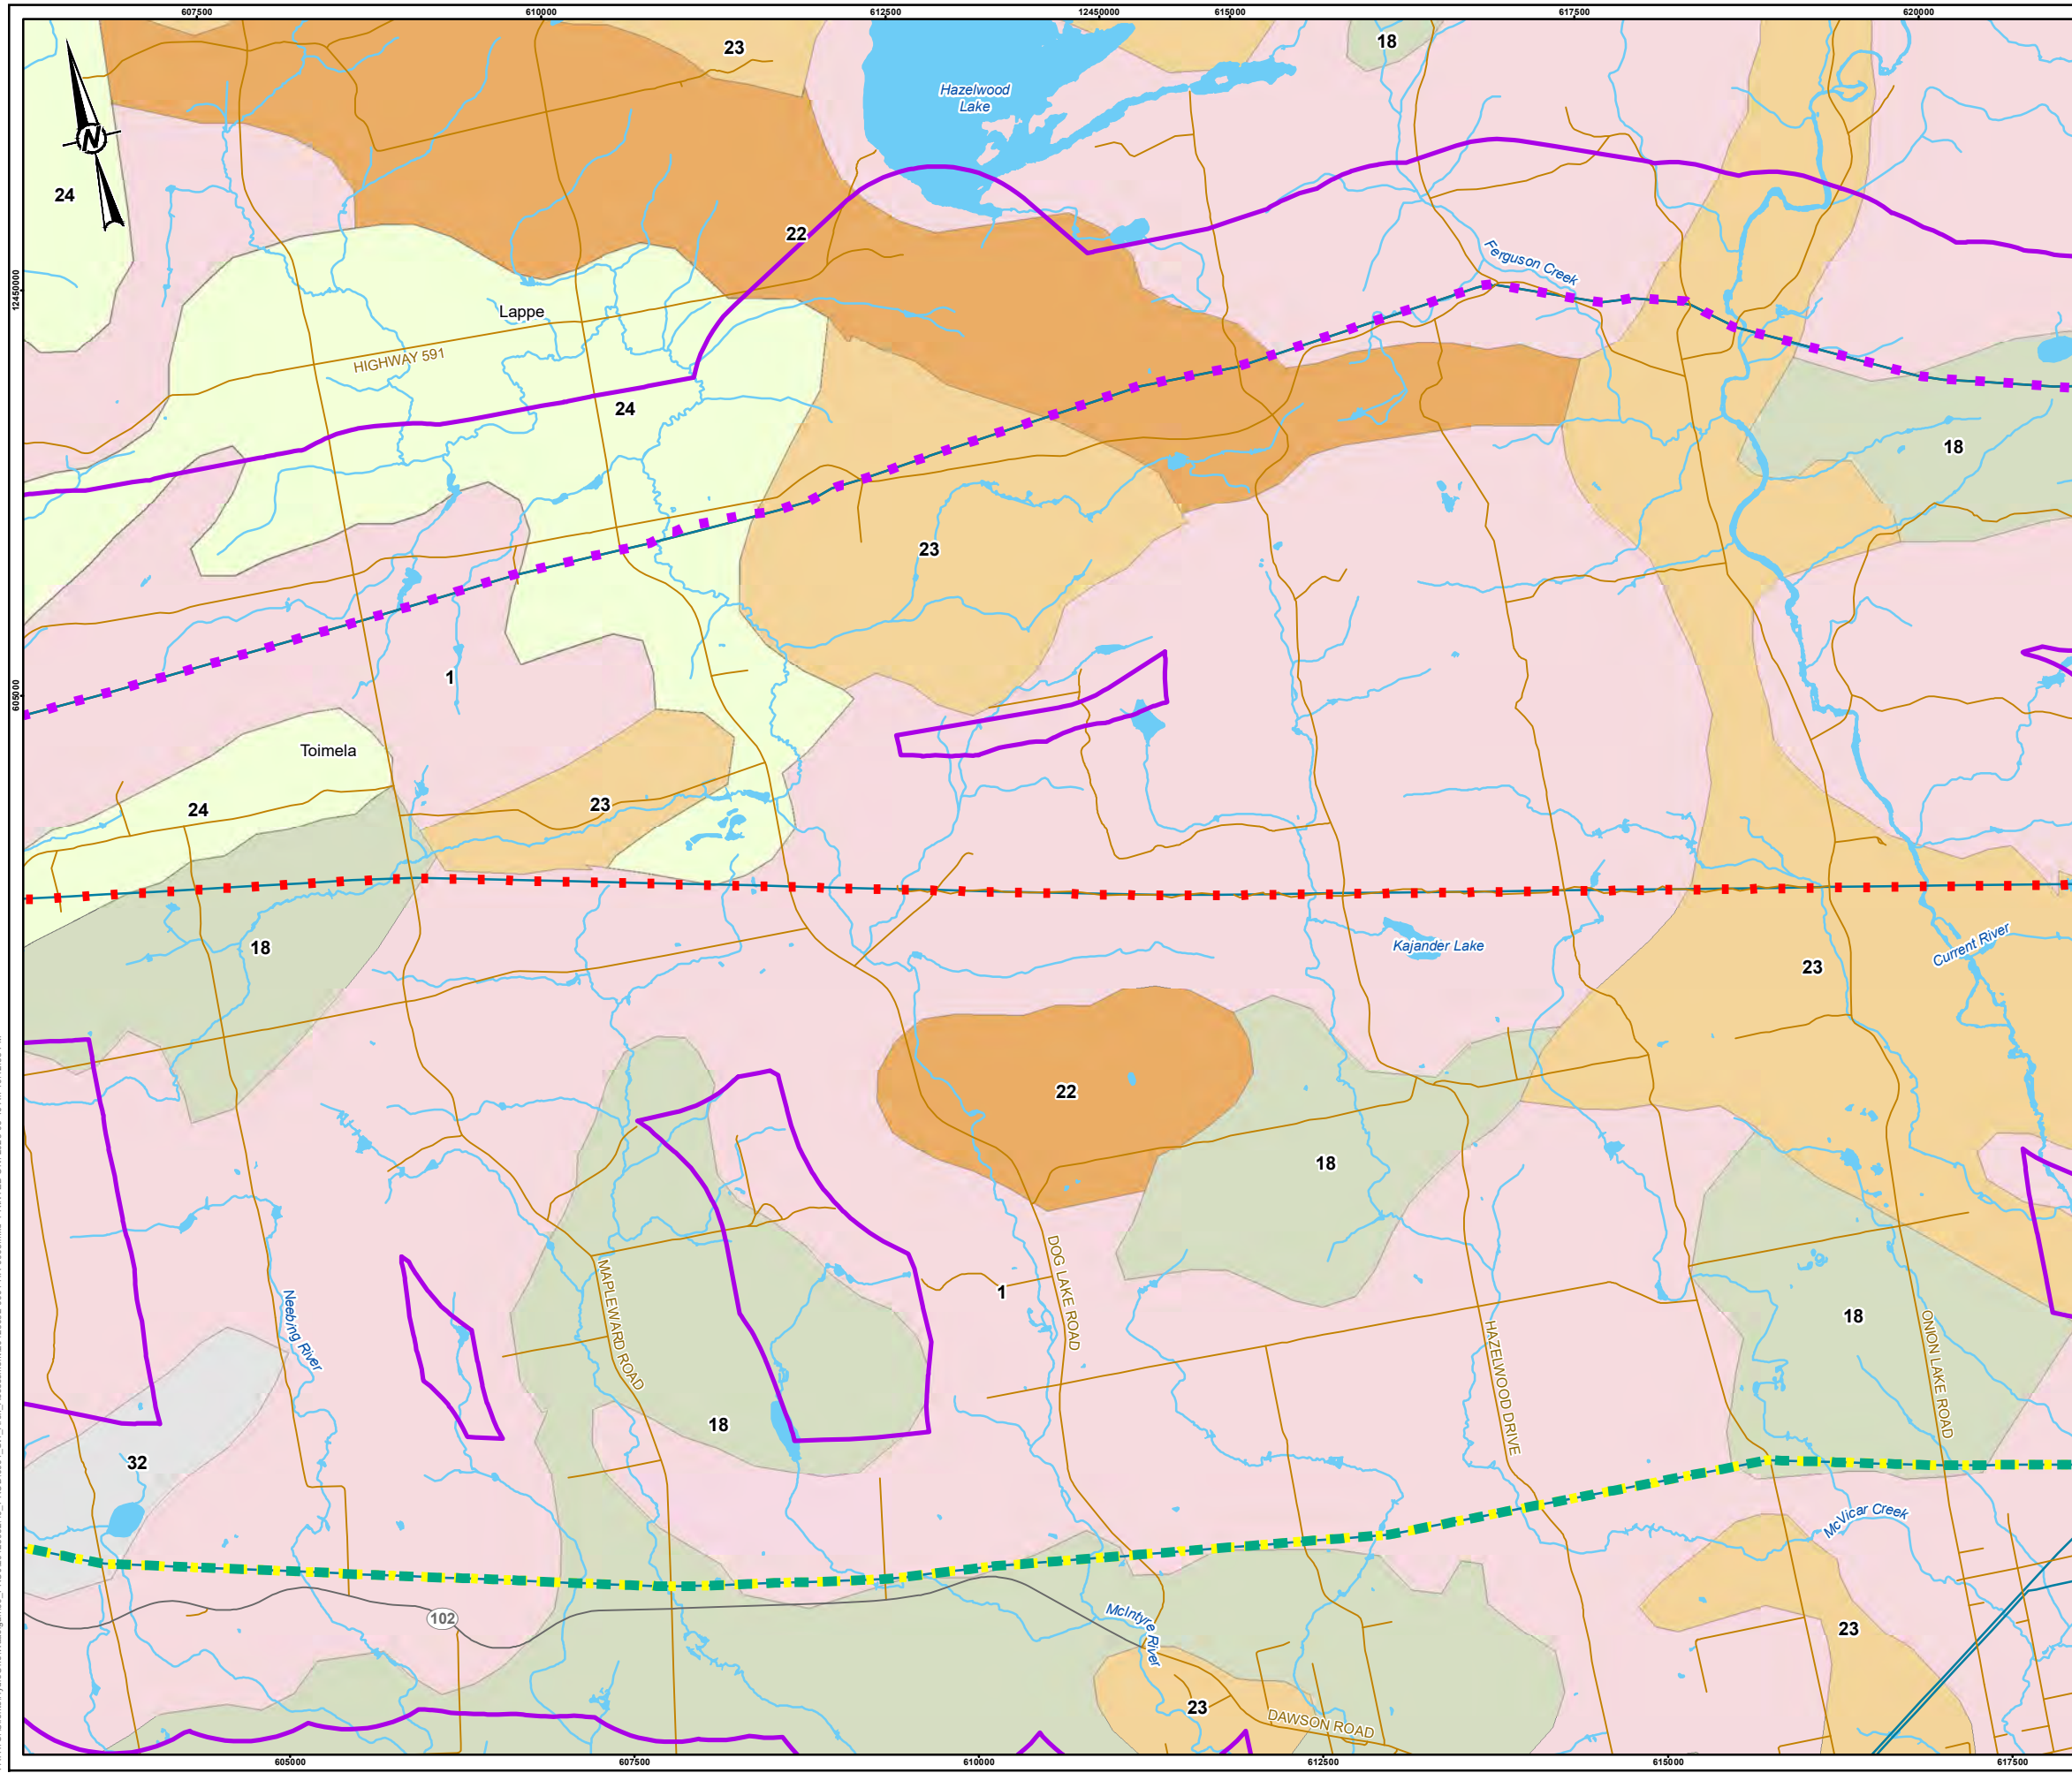 607500
610000
612500
12450000
615000
617500
620000
23
18
Hazelwood
Lake
N
24
22
Ferguson Creek
12450000
Lappe
HIGHWAY 591
24
18
23
1
605000
Toimela
24
23
18
Kajander Lake
Current River
23
22
18
DOG LAKE ROAD
MAPLEWARD ROAD
1
Neebing River
18
HAZELWOOD DRIVE
ONION LAKE ROAD
18
32
McVicar Creek
102
McIntyre
River
23
23
DAWSON ROAD
605000
607500
610000
612500
615000
617500